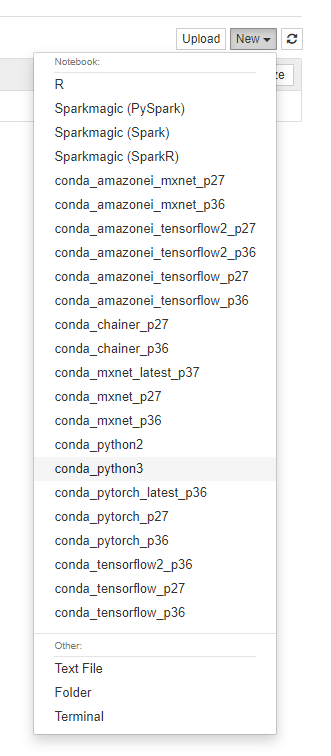 Upload New
ze
Notebook:
R
Sparkmagic (PySpark)
Sparkmagic (Spark)
Sparkmagic (SparkR)
conda_amazonei_mxnet_p27
conda_amazonei_mxnet_p36
conda_amazonei_tensorflow2_p27
conda_amazonei_tensorflow2_p36
conda_amazonei_tensorflow_p27
conda_amazonei_tensorflow_p36
conda_chainer_p27
conda_chainer_p36
conda_mxnet_latest_p37
conda_mxnet_p27
conda_mxnet_p36
conda_python2
conda_python3
conda_pytorch_latest_p36
conda_pytorch_p27
conda_pytorch_p36
conda_tensorflow2_p36
conda_tensorflow_p27
conda_tensorflow_p36
Other:
Text File
Folder
Terminal